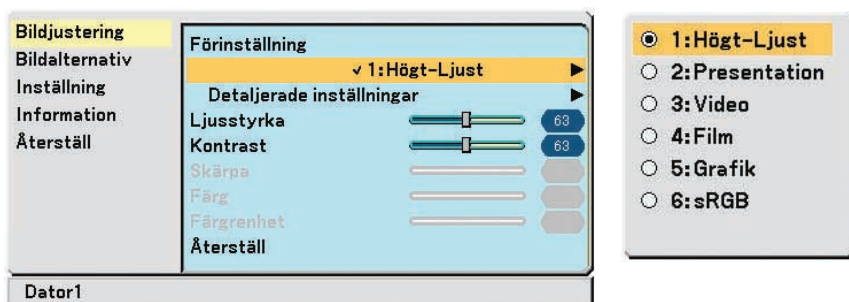 Bildjustering
Bildalternativ
Inställning
Information
Återställ
Förinställning
✓ 1:Högt-Ljust
Detaljerade inställningar
Ljusstyrka 63
Kontrast 63
Skärpa
Färg
Färgrenhet
Återställ
Dator1
1:Högt-Ljust
2:Presentation
3:Video
4:Film
5:Grafik
6:sRGB